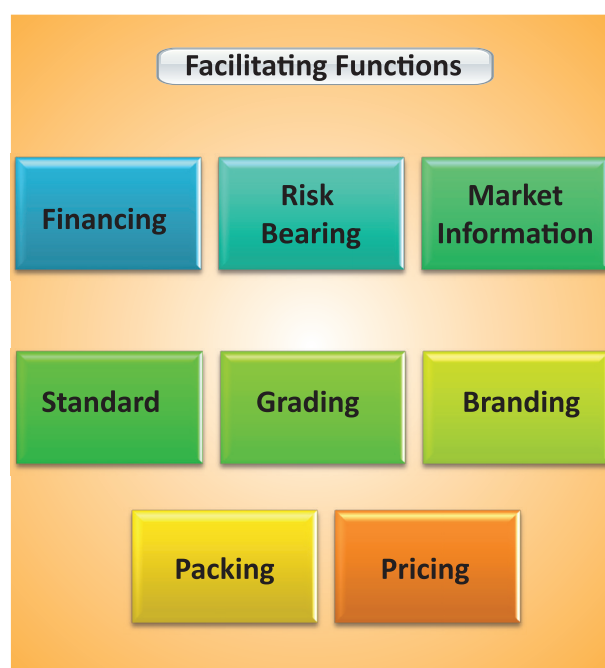 Facilitating Functions
Financing
Risk
Bearing
Market
Information
Standard
Grading
Branding
Packing
Pricing